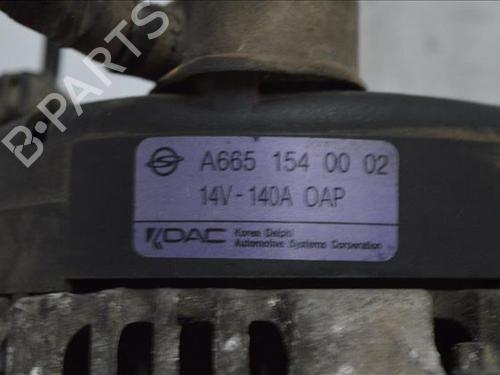 B-PARTS
A665 154 00 02
14V-140A OAP
KDAC Korea Delphi
Automotive Systems Corporation